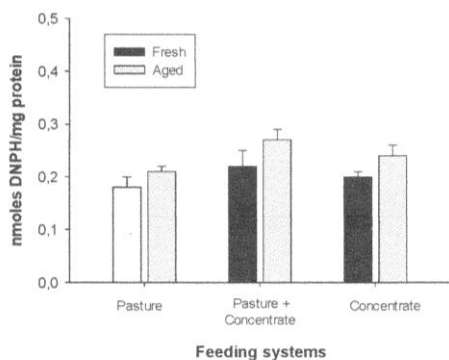 nmoles DNPH/mg protein
0,5
0,4
0,3
0,2
0,1
0,0
Fresh
Aged
Pasture
Pasture +
Concentrate
Concentrate
Feeding systems